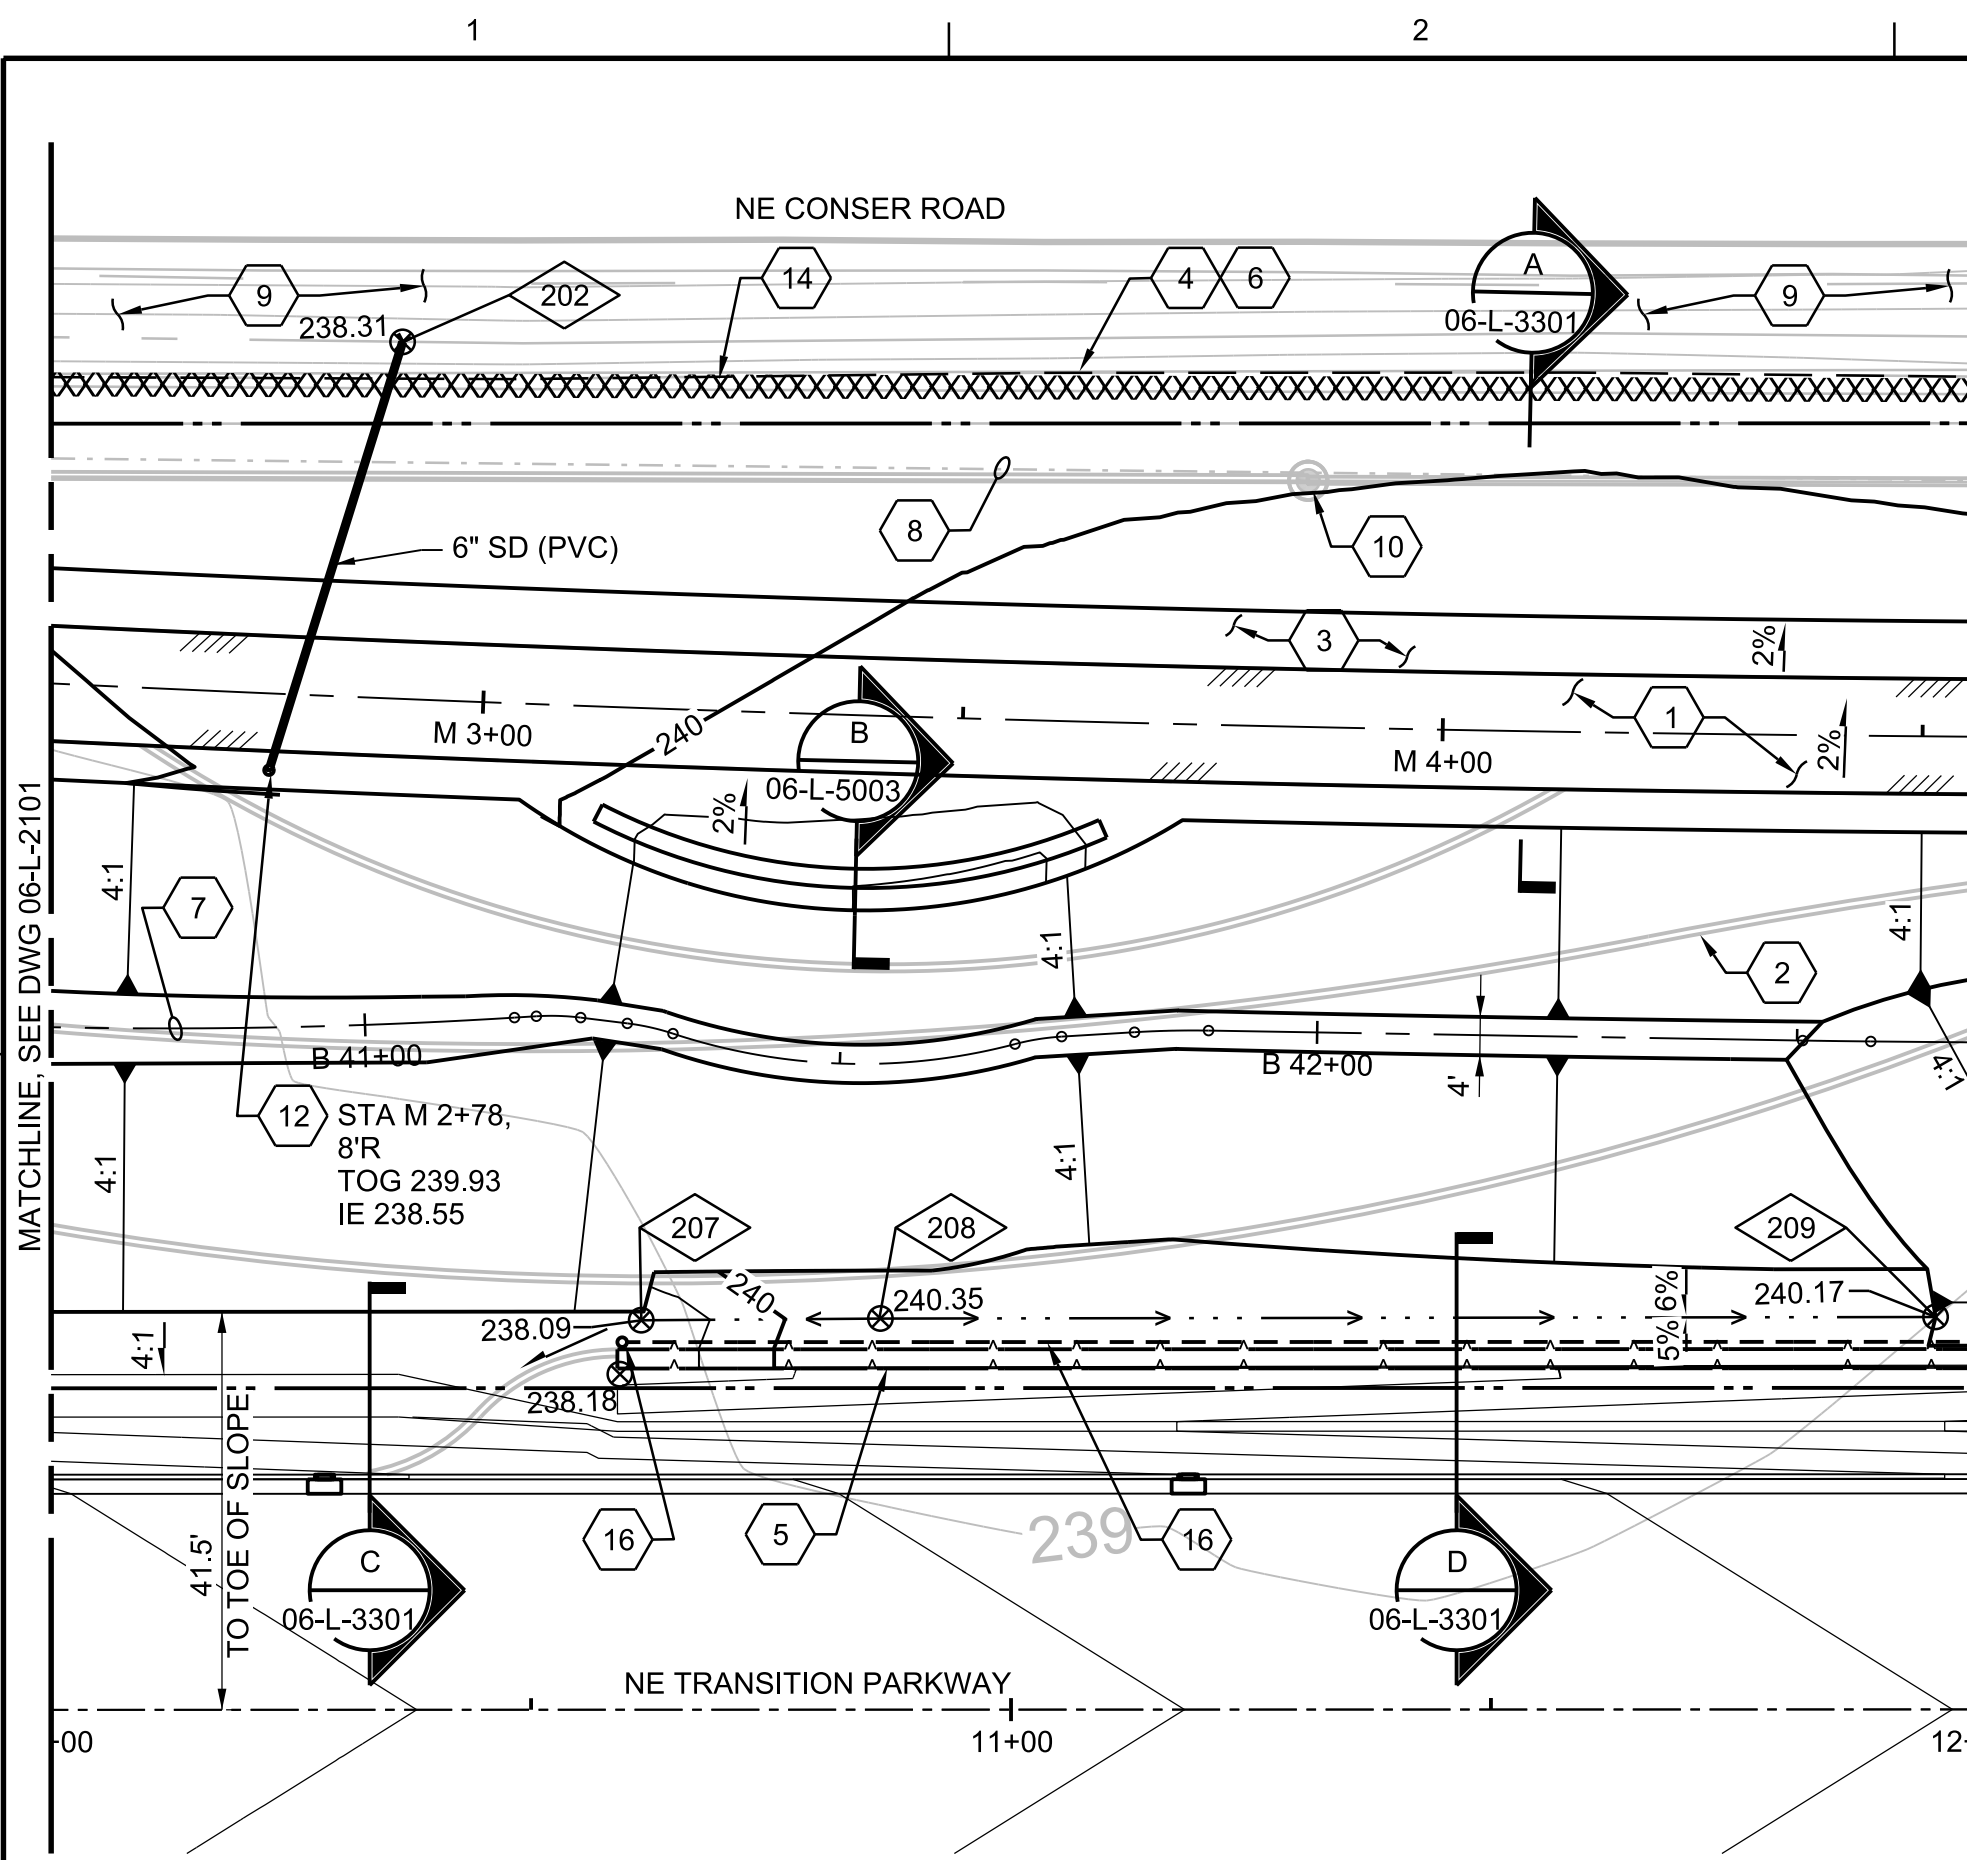 1
2
NE CONSER ROAD
9
202
14
4
6
A
06-L-3301
9
238.31
8
10
6" SD (PVC)
3
2%
1
2%
M 3+00
240
B
06-L-5003
2%
M 4+00
MATCHLINE, SEE DWG 06-L-2101
4:1
7
4:1
4:1
2
B 41+00
B 42+00
4'
4:1
12
STA M 2+78,
8'R
TOG 239.93
IE 238.55
4:1
4:1
207
208
209
240
240.35
240.17
6%
5%
238.09
4:1
238.18
41.5'
TO TOE OF SLOPE
16
5
239
16
C
06-L-3301
D
06-L-3301
NE TRANSITION PARKWAY
-00
11+00
12+